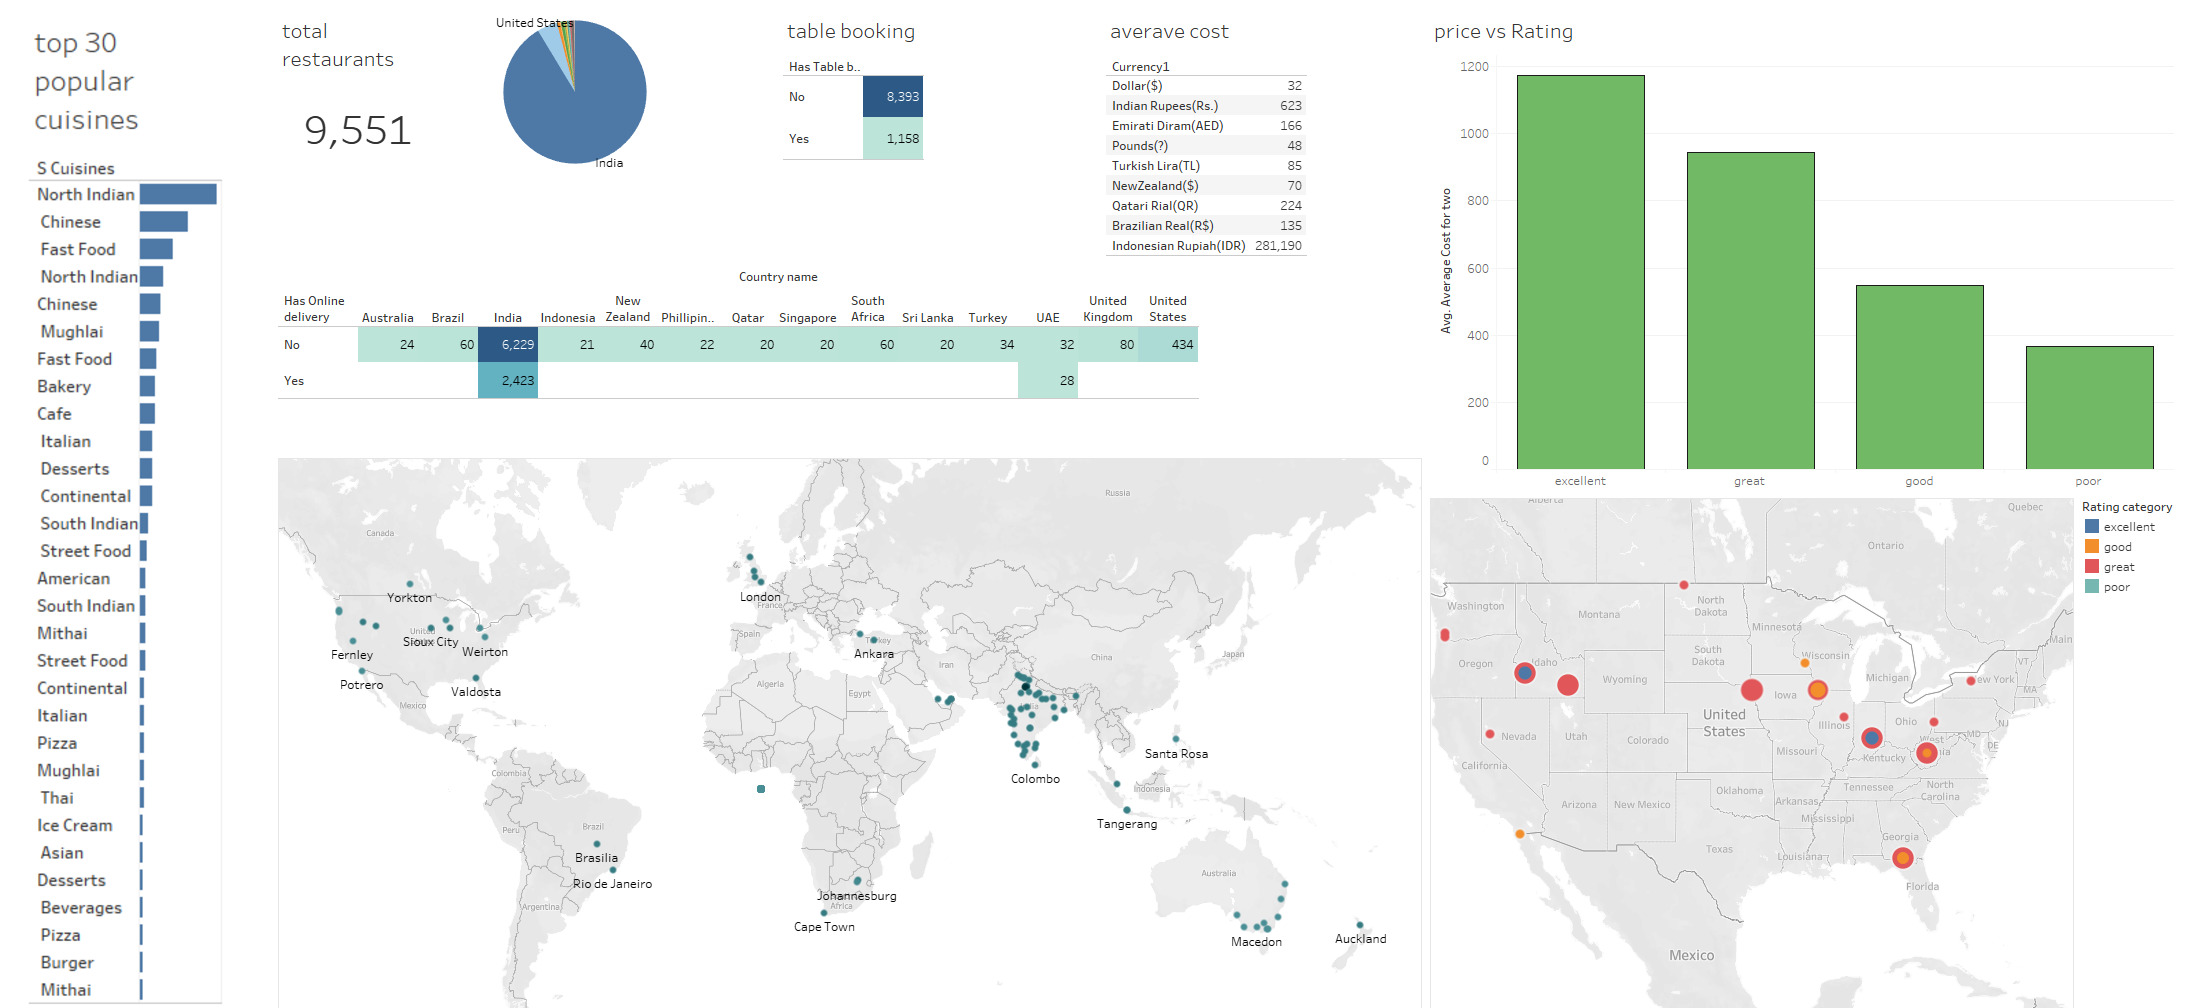 top 30
popular
cuisines
S Cuisines
North Indian
Chinese
Fast Food
North Indian
Chinese
Mughlai
Fast Food
Bakery
Cafe
Italian
Desserts
Continental
South Indian
Street Food
American
South Indian
Mithai
Street Food
Continental
Italian
Pizza
Mughlai
Thai
Ice Cream
Asian
Desserts
Beverages
Pizza
Burger
Mithai
total
restaurants
9,551
United States
India
table booking
Has Table b..
No 8,393
Yes 1,158
averave cost
Currency1
Dollar($) 32
Indian Rupees(Rs.) 623
Emirati Diram(AED) 166
Pounds(?) 48
Turkish Lira(TL) 85
NewZealand($) 70
Qatari Rial(QR) 224
Brazilian Real(R$) 135
Indonesian Rupiah(IDR) 281,190
Country name
Has Online
delivery
Australia
Brazil
India
Indonesia
New
Zealand
Phillipin..
Qatar
Singapore
South
Africa
Sri Lanka
Turkey
UAE
United
Kingdom
United
States
No 24 60 6,229 21 40 22 20 20 60 20 34 32 80 434
Yes 2,423 28
price vs Rating
Avg. Average Cost for two
1200
1000
800
600
400
200
0
excellent
great
good
poor
Russia
Canada
Yorkton
Sioux City
Weirton
Fernley
Potrero
Valdosta
Mexico
London
France
Spain
Ankara
Iran
China
Japan
Algeria
Egypt
Colombo
Santa Rosa
Indonesia
Tangerang
Colombia
Peru
Brazil
Brasilia
Rio de Janeiro
Argentina
Johannesburg
Africa
Cape Town
Australia
Macedon
Auckland
Alberta
Quebec
Ontario
Washington
Montana
North
Dakota
Minnesota
Oregon
Idaho
South
Dakota
Wisconsin
Michigan
Main
VT
ew York
MA
Wyoming
Iowa
United
States
Illinois
Ohio
NJ
Nevada
Utah
Colorado
Missouri
West
MD
DE
Kentucky
California
Oklahoma
Tennessee
North
Carolina
Arizona
New Mexico
Arkansas
Mississippi
Georgia
Texas
Louisiana
Florida
Mexico
Rating category
excellent
good
great
poor